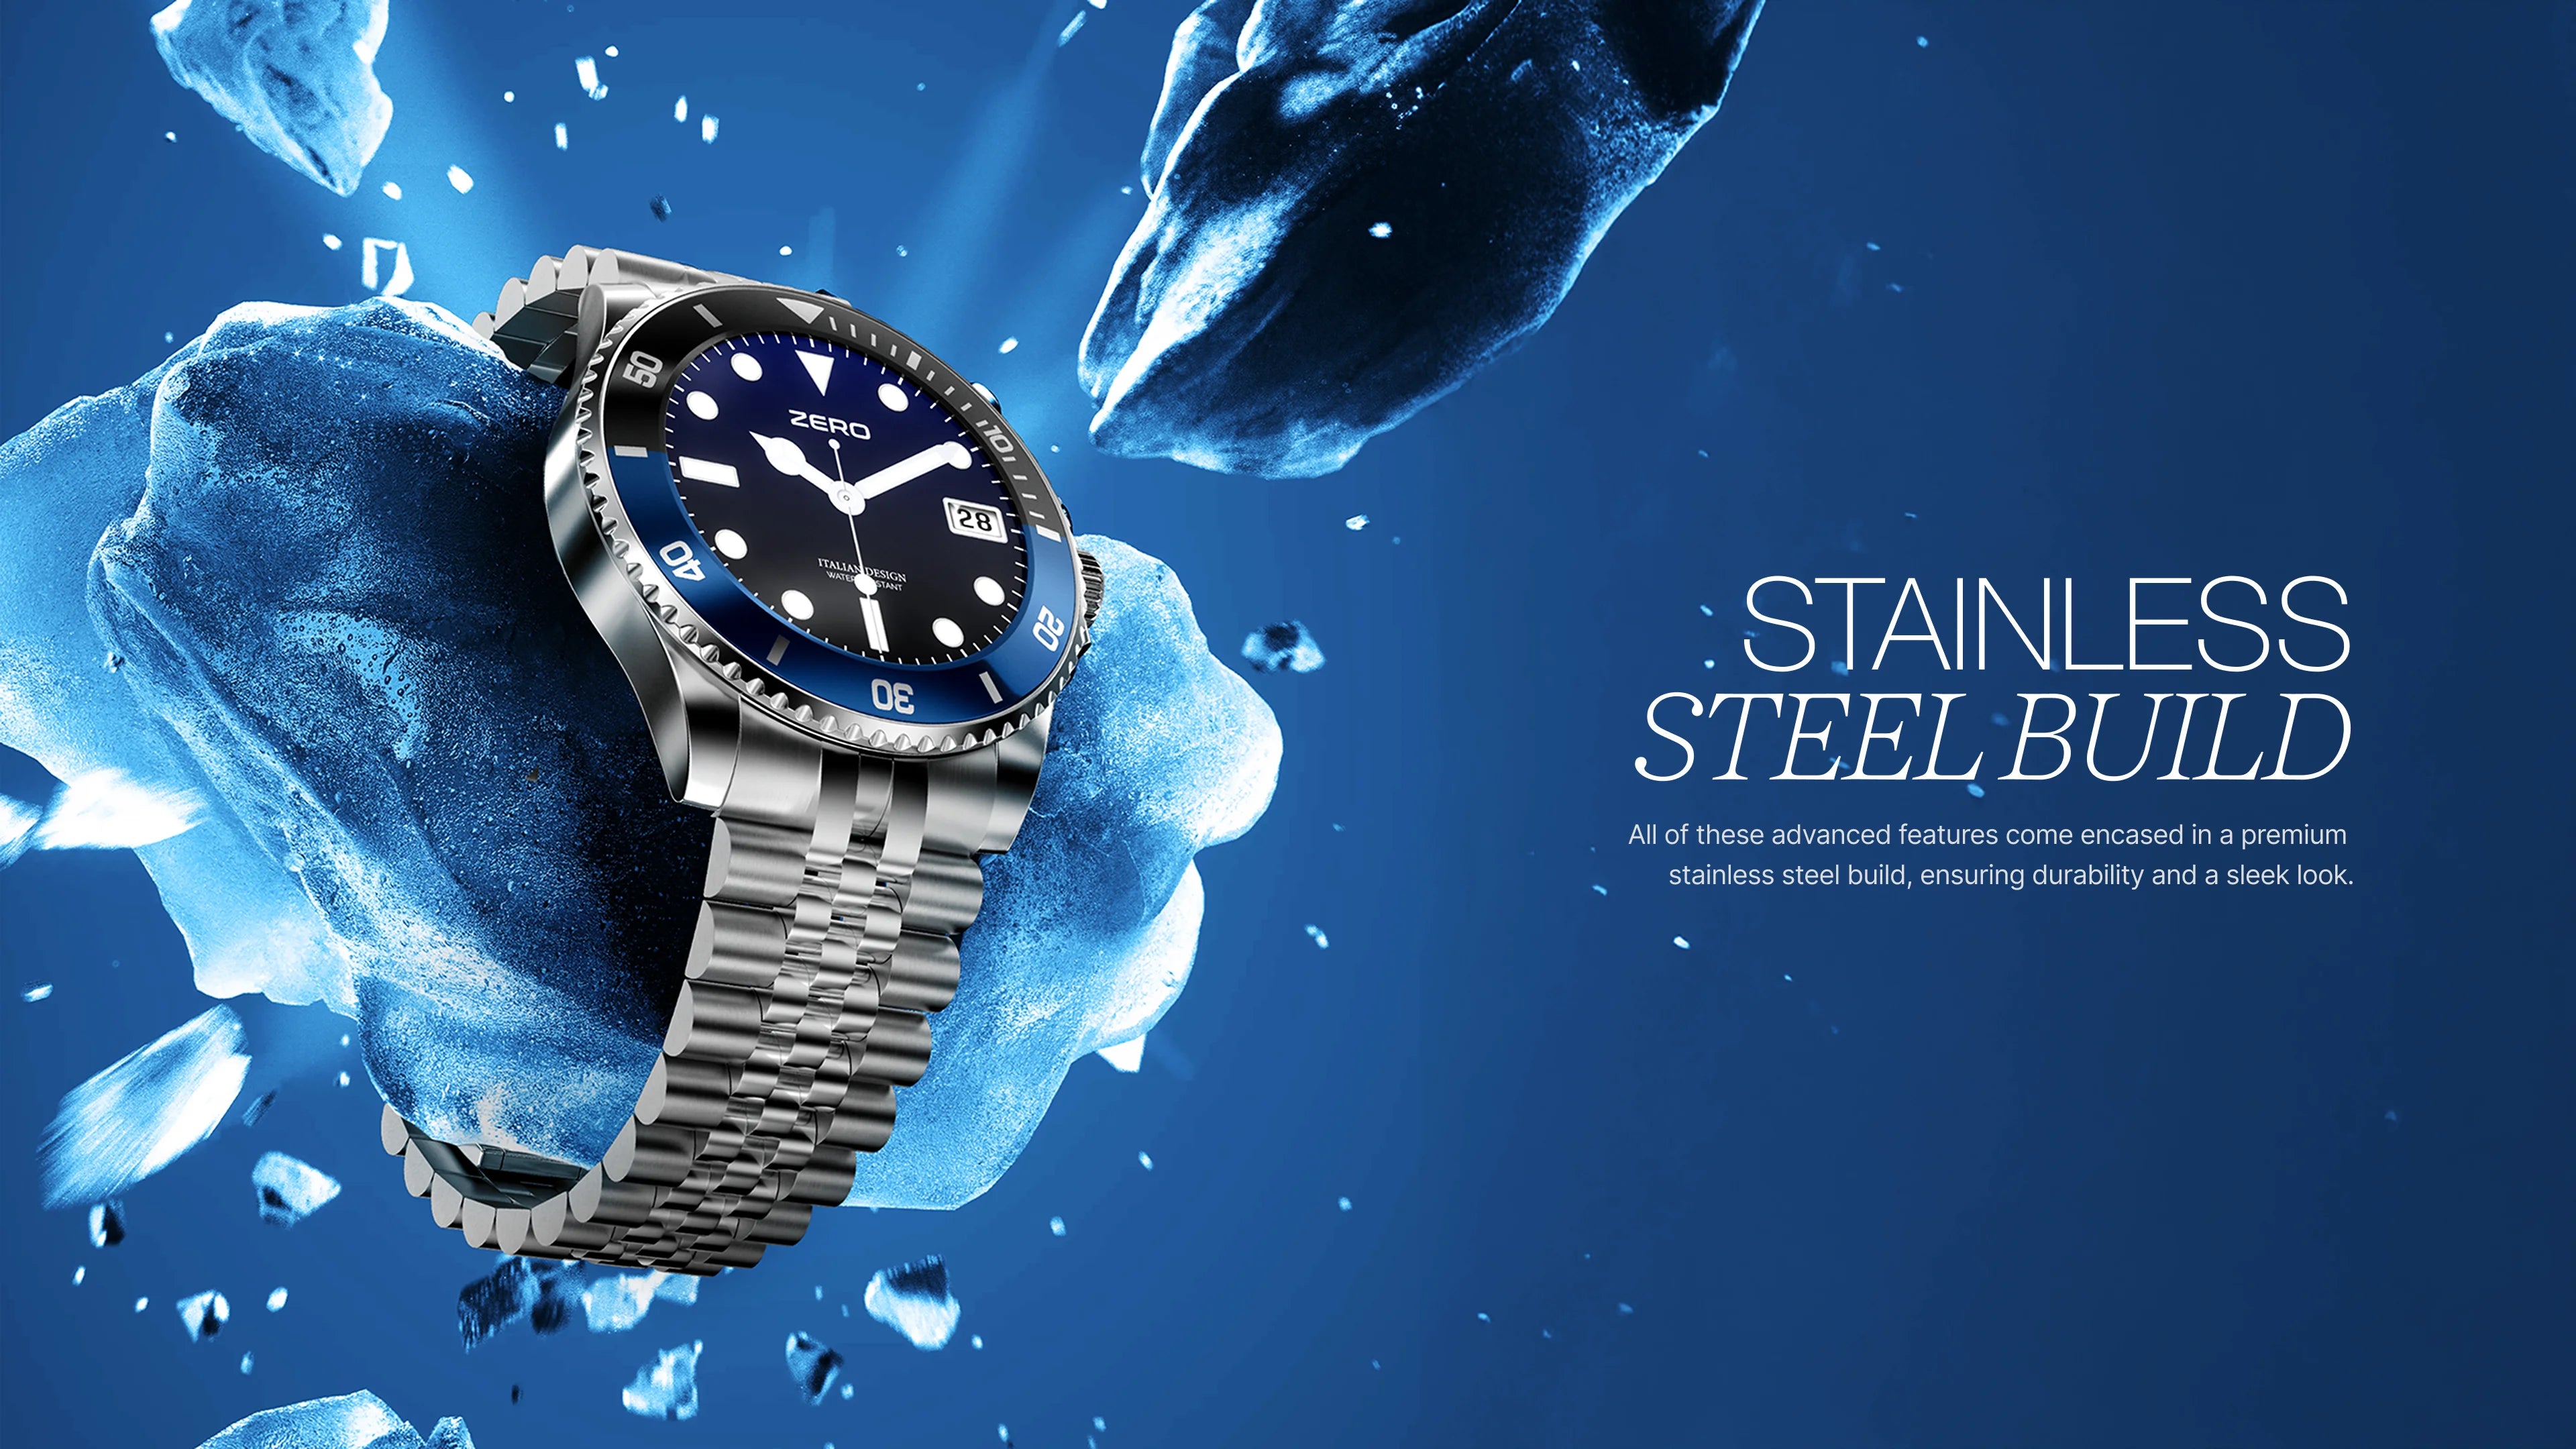 50
10
ZERO
28
40
ITALIAN DESIGN
20
30
STAINLESS
STEEL BUILD
All of these advanced features come encased in a premium
stainless steel build, ensuring durability and a sleek look.